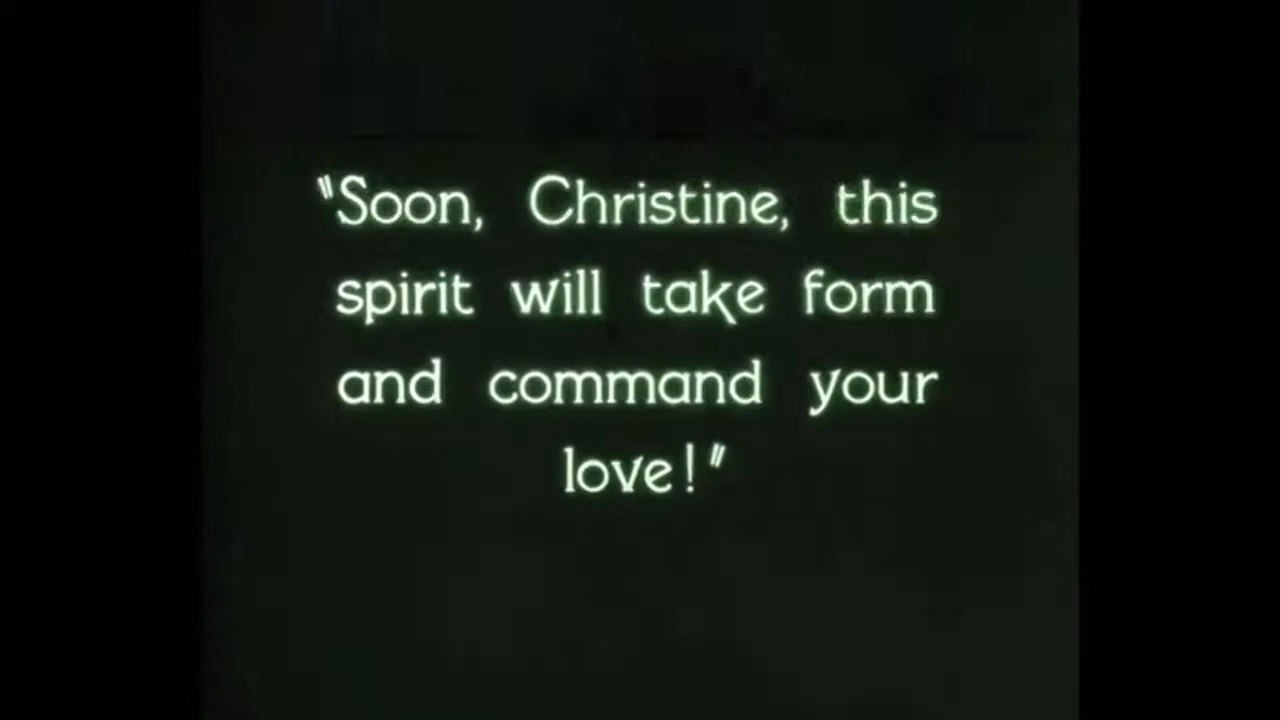 "Soon, Christine, this
spirit will take form
and command your
love!"